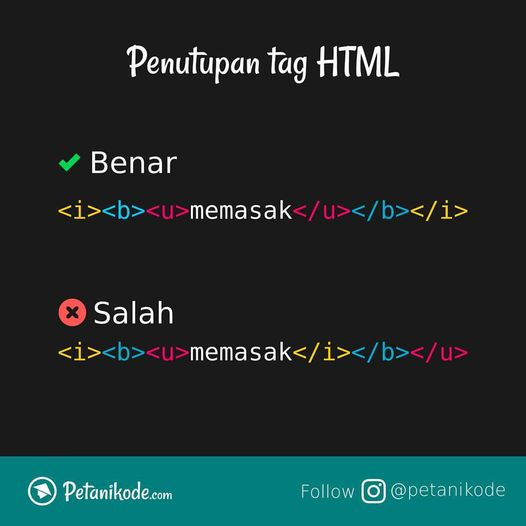 Penutupan tag HTML
Benar
<i><b><u>memasak</u></b></i>
Salah
<i><b><u>memasak</i></b></u>
Petanikode.com
Follow @petanikode